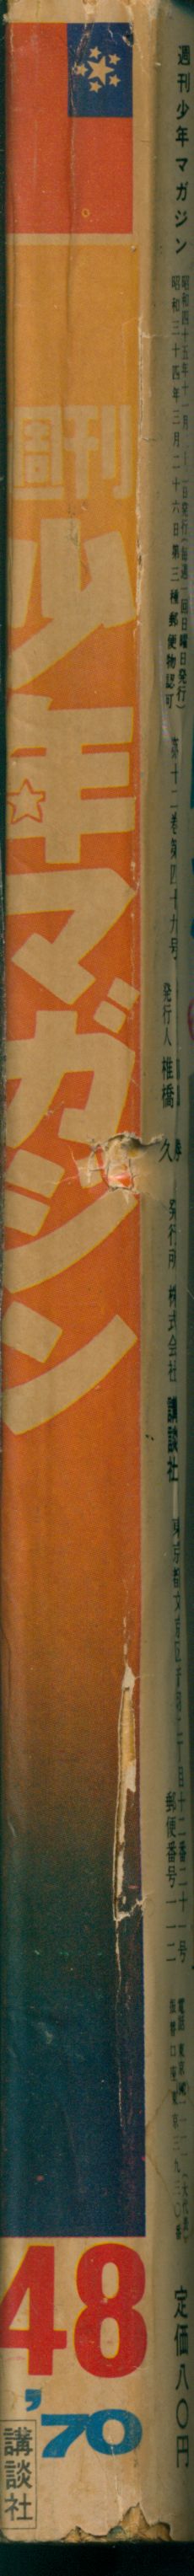 週刊少年マガジン
昭和四十五年十一月
日発行(毎週一回日曜日発行)
昭和三十四年三月二十六日第三種郵便物認可
第十二巻第四十九号
発行人 椎橋 久
発行所 株式会社 講談社
郵便番号一一二
定価八〇円
週刊
少年マガジン
48
'70
講談社